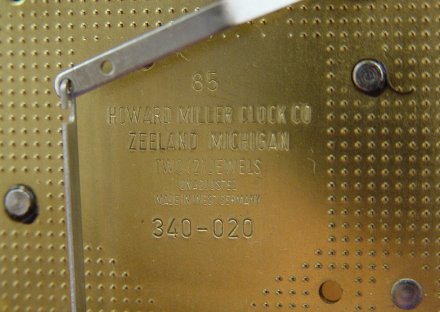 85
HOWARD MILLER CLOCK CO
ZEELAND MICHIGAN
TWO (2) JEWELS
UNADJUSTED
MADE IN WEST GERMANY
340-020